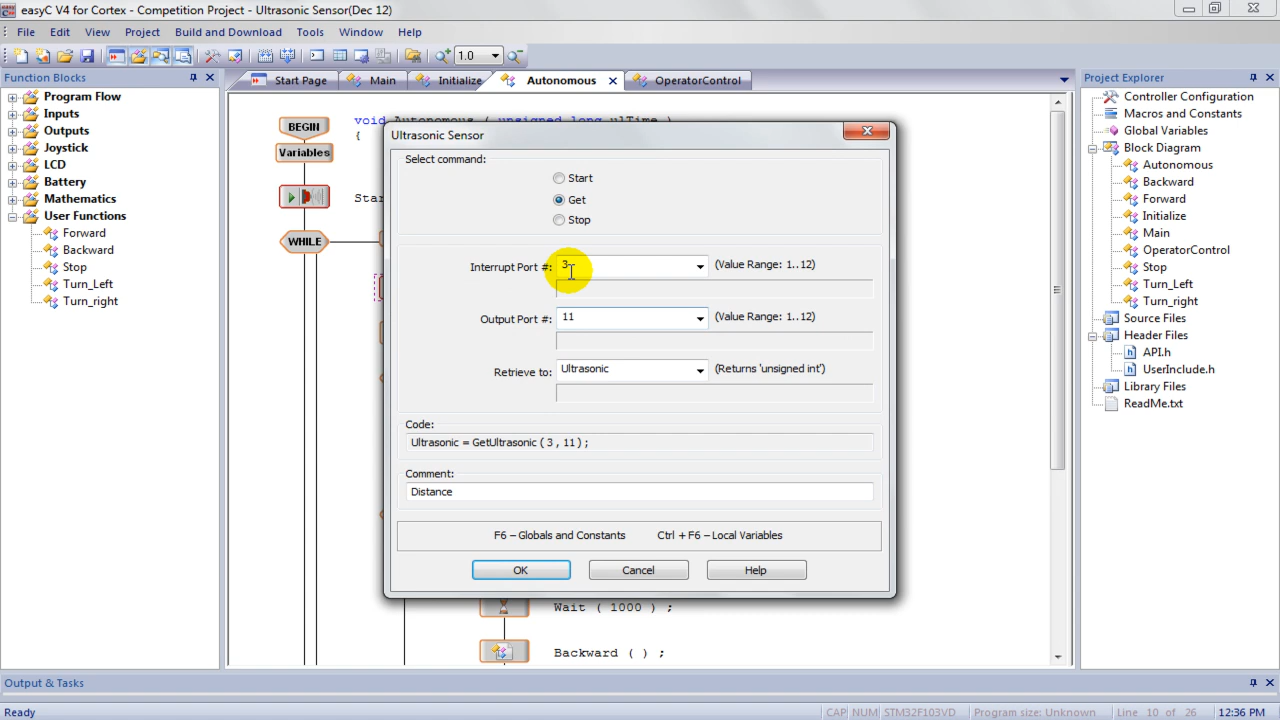 easyC V4 for Cortex - Competition Project - Ultrasonic Sensor(Dec 12)
File Edit View Project Build and Download Tools Window Help
1.0
Function Blocks
Program Flow
Inputs
Outputs
Joystick
LCD
Battery
Mathematics
User Functions
Forward
Backward
Stop
Turn_Left
Turn_right
Start Page Main Initialize Autonomous OperatorControl
BEGIN
void Autonomous ( unsigned long ulTime )
{
Variables
Star
WHILE
Ultrasonic Sensor
Select command:
Start
Get
Stop
Interrupt Port #: 3 (Value Range: 1..12)
Output Port #: 11 (Value Range: 1..12)
Retrieve to: Ultrasonic (Returns 'unsigned int')
Code:
Ultrasonic = GetUltrasonic ( 3 , 11 ) ;
Comment:
Distance
F6 – Globals and Constants Ctrl + F6 – Local Variables
OK Cancel Help
Wait ( 1000 ) ;
Backward ( ) ;
Project Explorer
Controller Configuration
Macros and Constants
Global Variables
Block Diagram
Autonomous
Backward
Forward
Initialize
Main
OperatorControl
Stop
Turn_Left
Turn_right
Source Files
Header Files
API.h
UserInclude.h
Library Files
ReadMe.txt
Output & Tasks
Ready CAP NUM STM32F103VD Program size: Unknown Line 10 of 26 12:36 PM